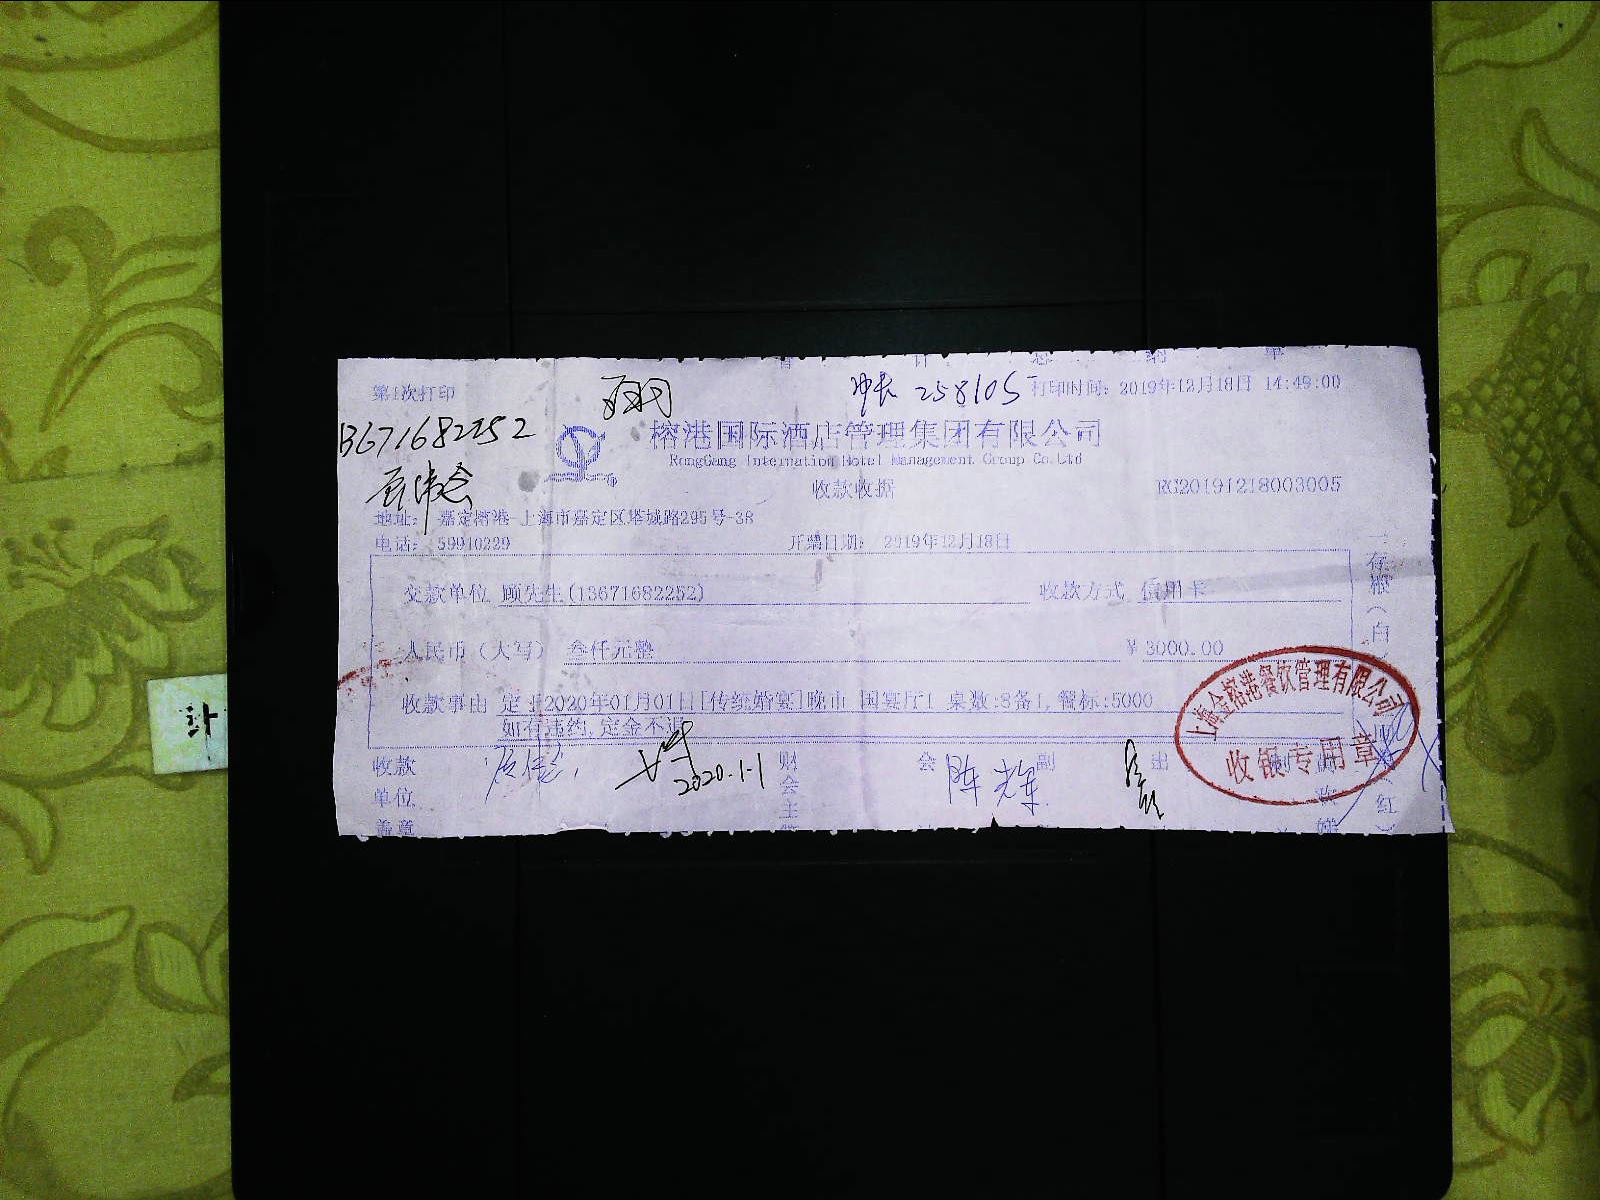 第1次打印
258105
打印时间: 2019年12月18日 14:49:00
13671682252
榕港国际酒店管理集团有限公司
RongGang Internation Hotel Management Group Co.Ltd
收款收据
RG20191218003005
地址: 嘉定榕港-上海市嘉定区塔城路295号-38
电话: 59910229
开票日期: 2019年12月18日
交款单位 顾先生(13671682252)
收款方式 信用卡
人民币(大写) 叁仟元整
¥ 3000.00
收款事由 定于2020年01月01日[传统婚宴]晚市 国宴厅1 桌数:8备1, 餐标:5000
如有违约,定金不退
上海金榕港餐饮管理有限公司
收银专用章
收款
单位
盖章
2020.1.1
财
会
主
会
副
出
存根(白)
(红)